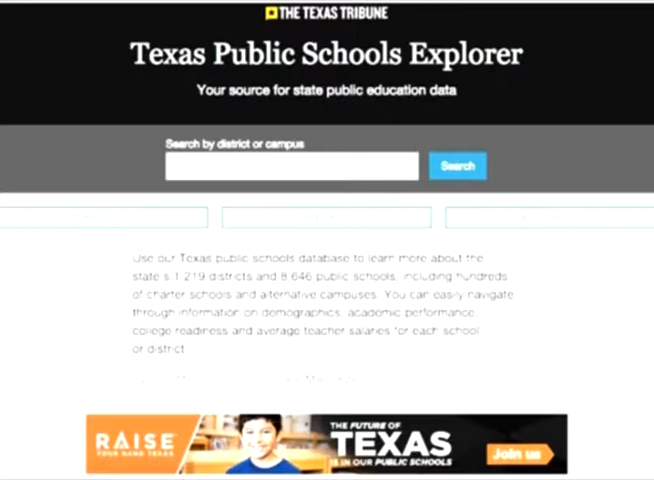 THE TEXAS TRIBUNE
Texas Public Schools Explorer
Your source for state public education data
Search by district or campus
Search
Use our Texas public schools database to learn more about the
state s 1 219 districts and 8 646 public schools, including hundreds
of charter schools and alternative campuses. You can easily navigate
through information on demographics, academic performance,
college readiness and average teacher salaries for each school
or district
RAISE
YOUR HAND TEXAS
THE FUTURE OF
TEXAS
IS IN OUR PUBLIC SCHOOLS
Join us